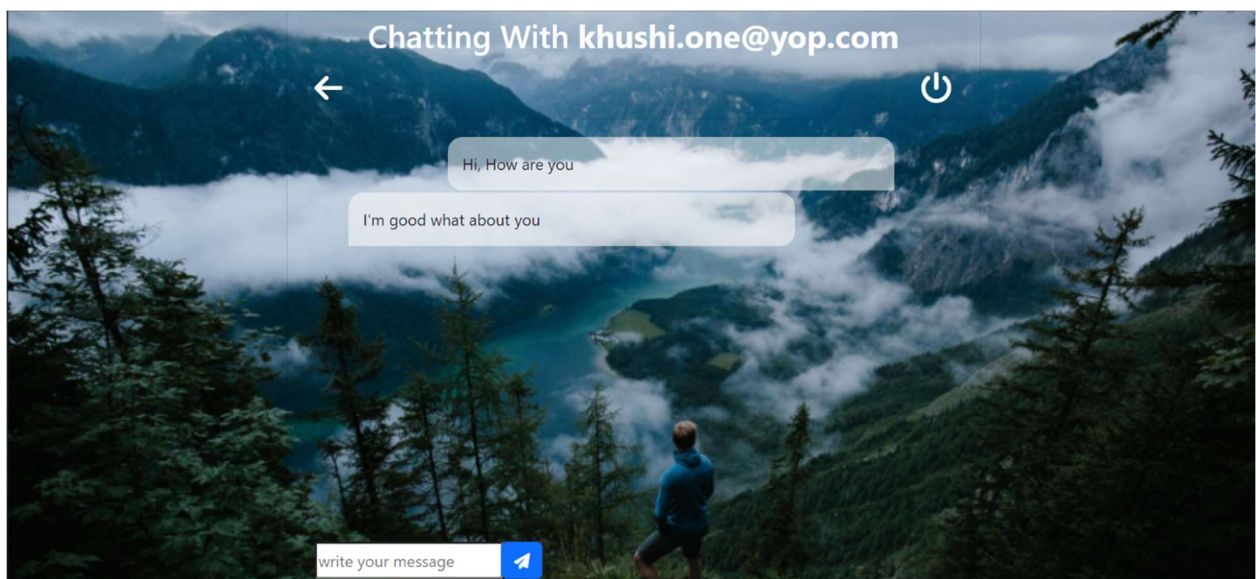 Chatting With khushi.one@yop.com
Hi, How are you
I'm good what about you
write your message